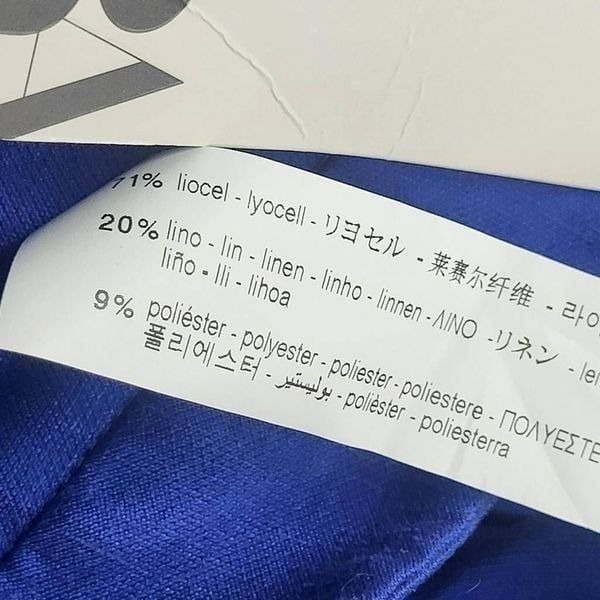 71% liocel - lyocell - リヨセル - 莱赛尔纤维 - 라이
20% lino - lin - linen - linho - linnen - ΛΙΝΟ - リネン - len
liño - lli - lihoa
9% poliéster - polyester - poliester - poliestere - ΠΟΛΥΕΣΤΕ
폴리에스터 - بوليستير - polièster - poliesterra